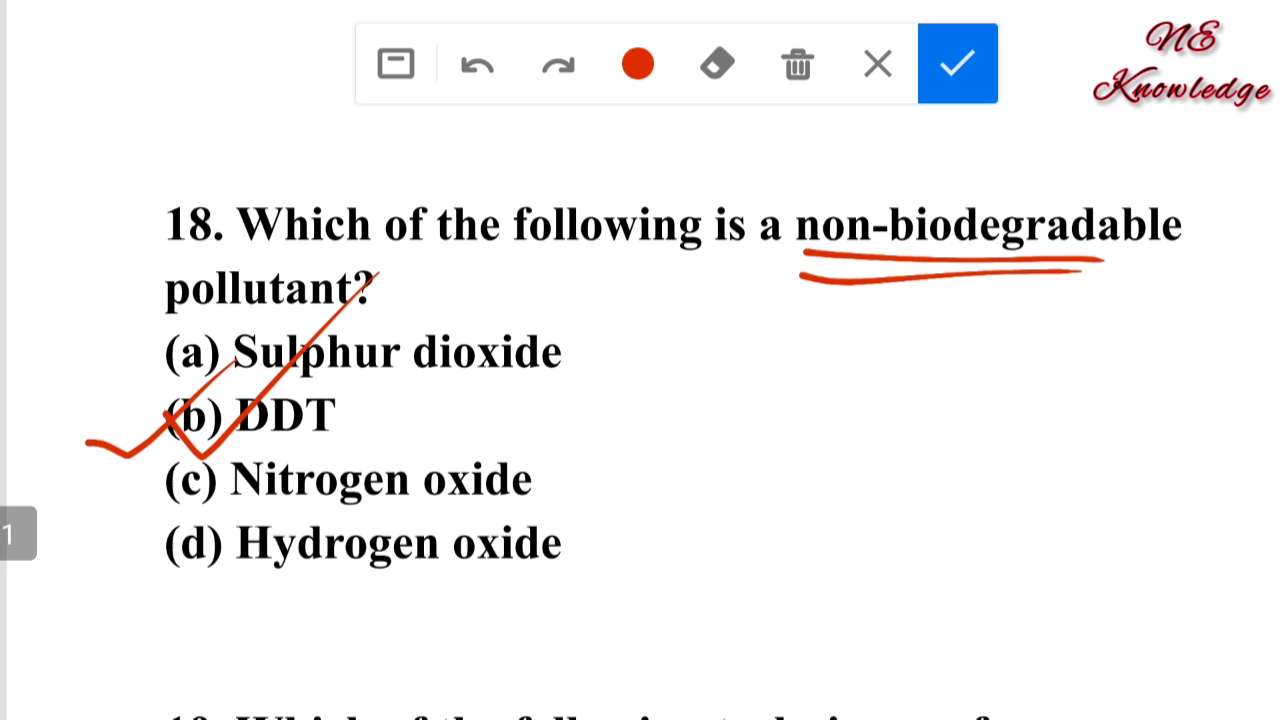 NE
Knowledge
18. Which of the following is a non-biodegradable
pollutant?
(a) Sulphur dioxide
(b) DDT
(c) Nitrogen oxide
(d) Hydrogen oxide
1